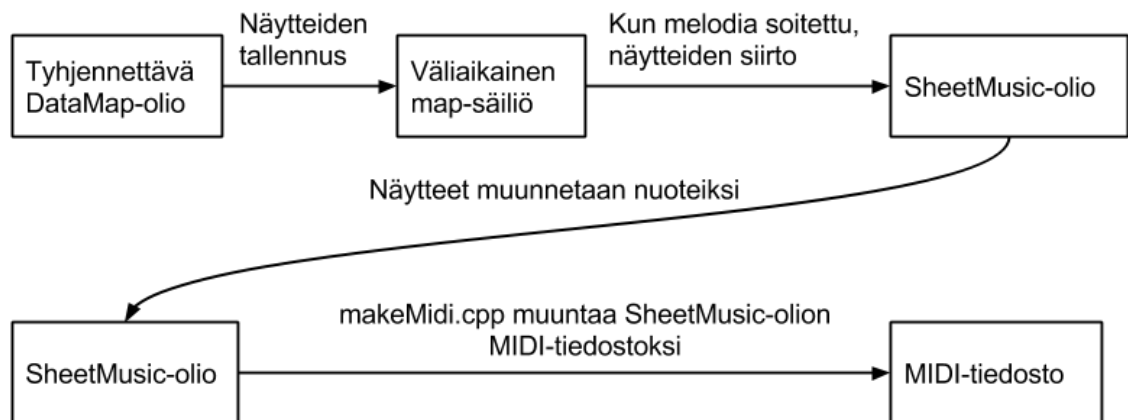 Tyhjennettävä
DataMap-olio
Näytteiden
tallennus
Väliaikainen
map-säiliö
Kun melodia soitettu,
näytteiden siirto
SheetMusic-olio
Näytteet muunnetaan nuoteiksi
SheetMusic-olio
makeMidi.cpp muuntaa SheetMusic-olion
MIDI-tiedostoksi
MIDI-tiedosto